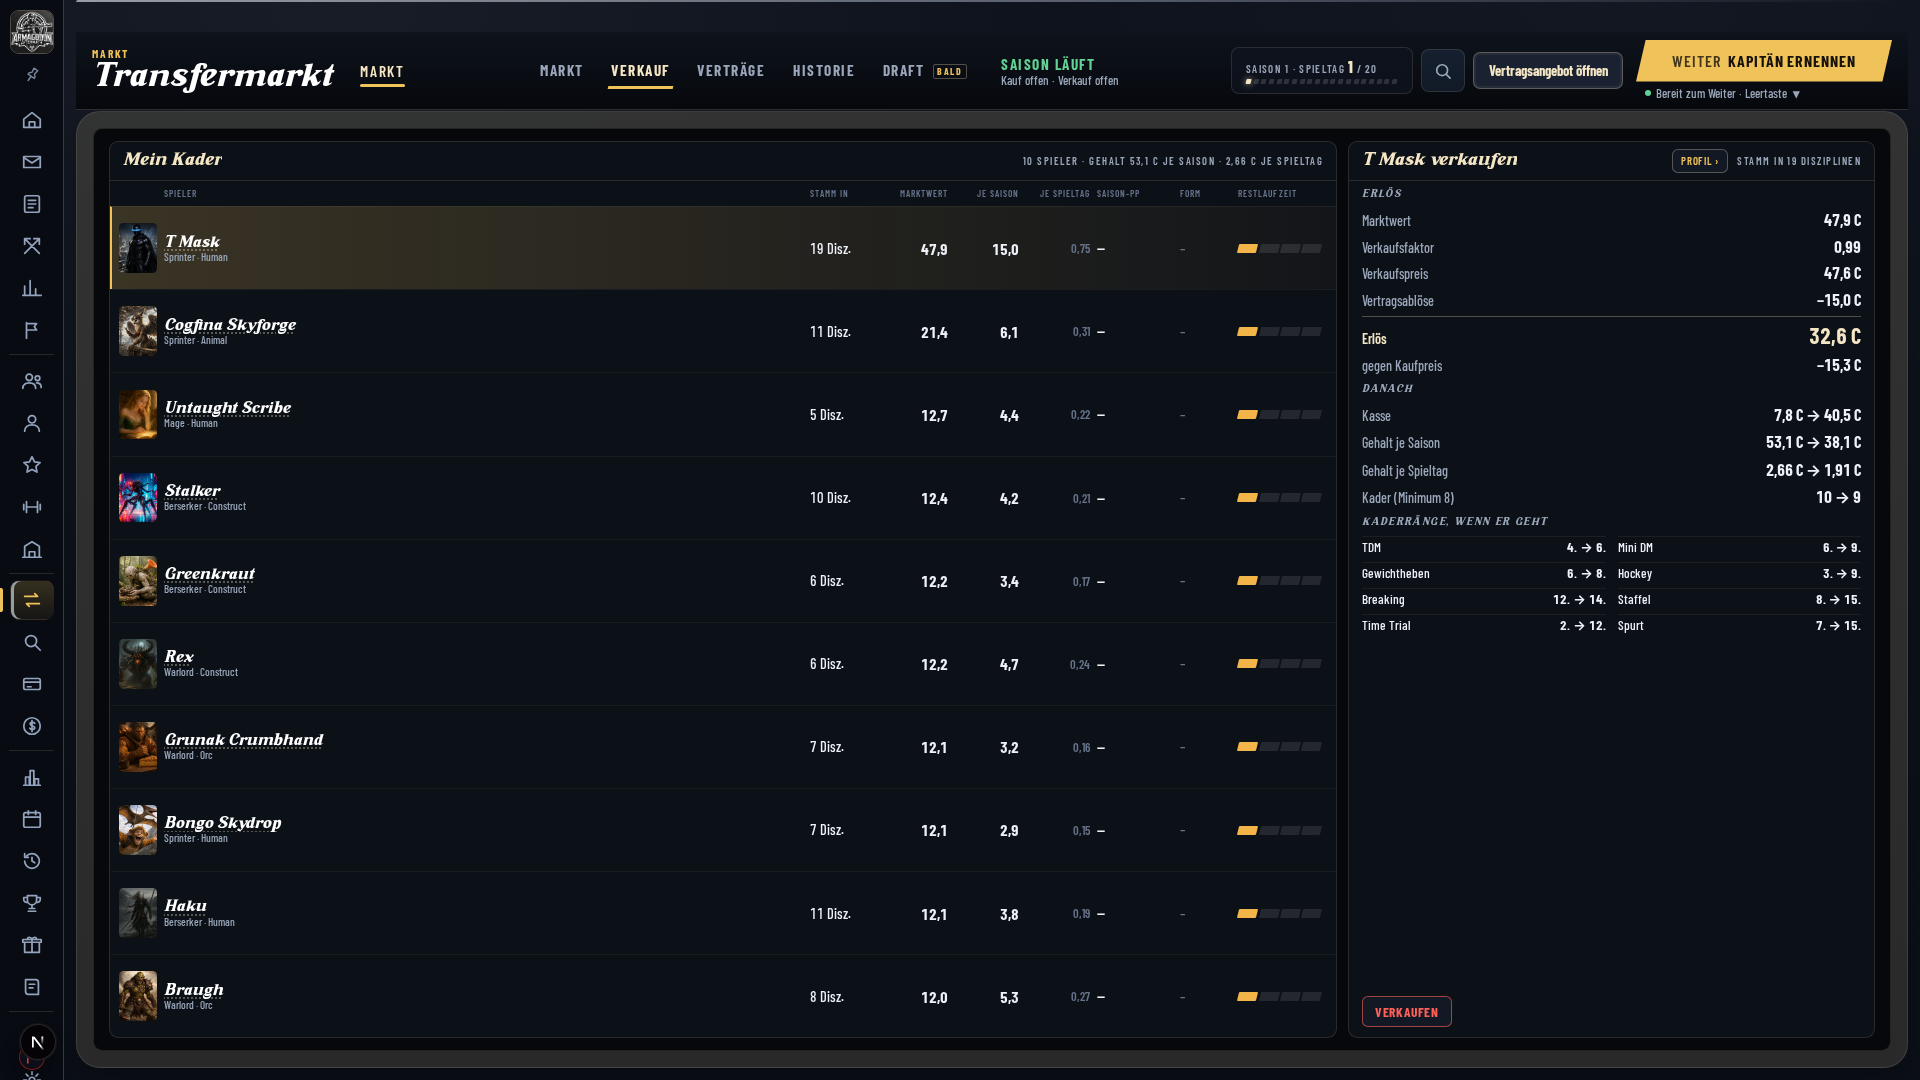 ARMAGEDDON
MARKT
Transfermarkt
MARKT
MARKT
VERKAUF
VERTRÄGE
HISTORIE
DRAFT BALD
SAISON LÄUFT
Kauf offen · Verkauf offen
SAISON 1 · SPIELTAG 1 / 20
Vertragsangebot öffnen
WEITER KAPITÄN ERNENNEN
Bereit zum Weiter · Leertaste ▼
Mein Kader
10 SPIELER · GEHALT 53,1 C JE SAISON · 2,66 C JE SPIELTAG
SPIELER STAMM IN MARKTWERT JE SAISON JE SPIELTAG SAISON-PP FORM RESTLAUFZEIT
T Mask
Sprinter · Human
19 Disz. 47,9 15,0 0,75 – –
Cogfina Skyforge
Sprinter · Animal
11 Disz. 21,4 6,1 0,31 – –
Untaught Scribe
Mage · Human
5 Disz. 12,7 4,4 0,22 – –
Stalker
Berserker · Construct
10 Disz. 12,4 4,2 0,21 – –
Greenkraut
Berserker · Construct
6 Disz. 12,2 3,4 0,17 – –
Rex
Warlord · Construct
6 Disz. 12,2 4,7 0,24 – –
Grunak Crumbhand
Warlord · Orc
7 Disz. 12,1 3,2 0,16 – –
Bongo Skydrop
Sprinter · Human
7 Disz. 12,1 2,9 0,15 – –
Haku
Berserker · Human
11 Disz. 12,1 3,8 0,19 – –
Braugh
Warlord · Orc
8 Disz. 12,0 5,3 0,27 – –
T Mask verkaufen
PROFIL ›
STAMM IN 19 DISZIPLINEN
ERLÖS
Marktwert 47,9 C
Verkaufsfaktor 0,99
Verkaufspreis 47,6 C
Vertragsablöse –15,0 C
Erlös 32,6 C
gegen Kaufpreis –15,3 C
DANACH
Kasse 7,8 C → 40,5 C
Gehalt je Saison 53,1 C → 38,1 C
Gehalt je Spieltag 2,66 C → 1,91 C
Kader (Minimum 8) 10 → 9
KADERRÄNGE, WENN ER GEHT
TDM 4. → 6. Mini DM 6. → 9.
Gewichtheben 6. → 8. Hockey 3. → 9.
Breaking 12. → 14. Staffel 8. → 15.
Time Trial 2. → 12. Spurt 7. → 15.
VERKAUFEN
N